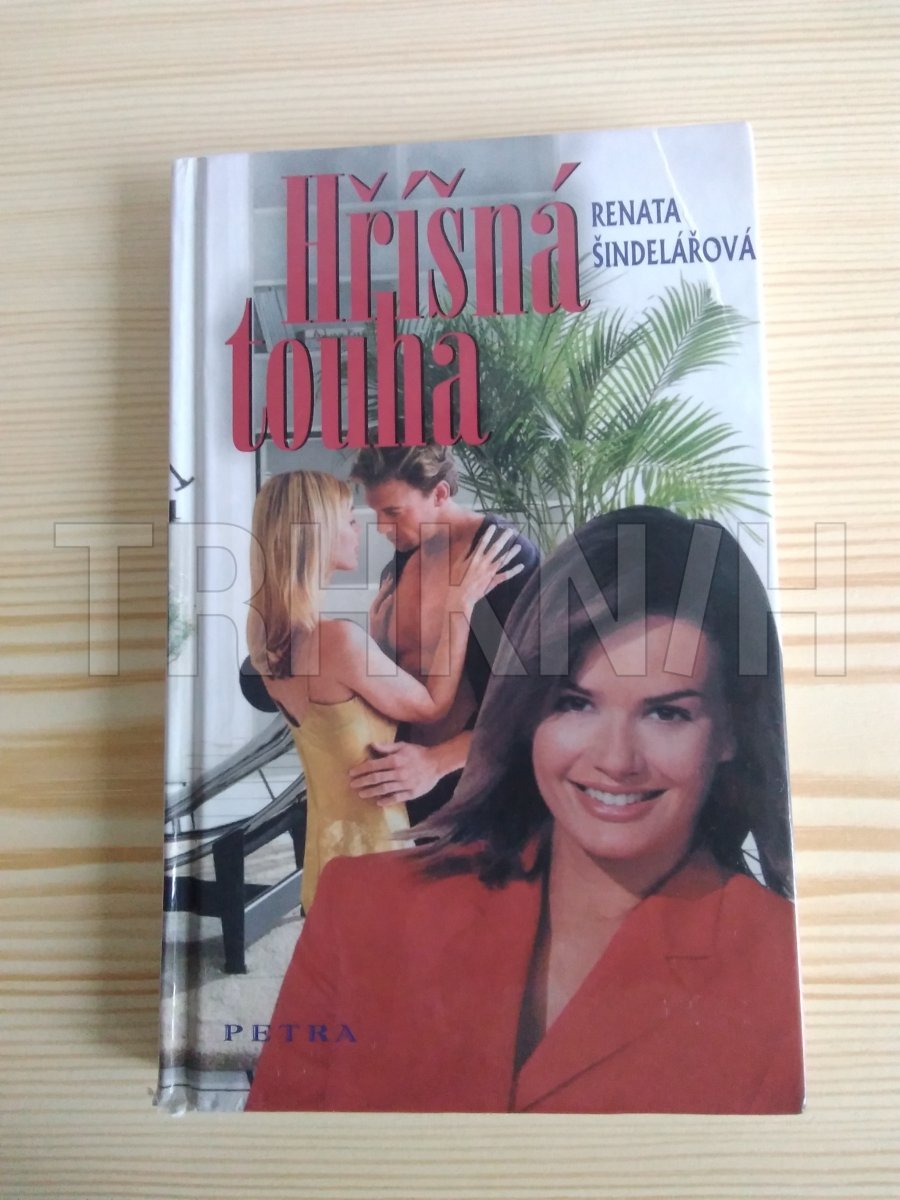 Hříšná
touha
RENATA
ŠINDELÁŘOVÁ
TRHKNIH
PETRA